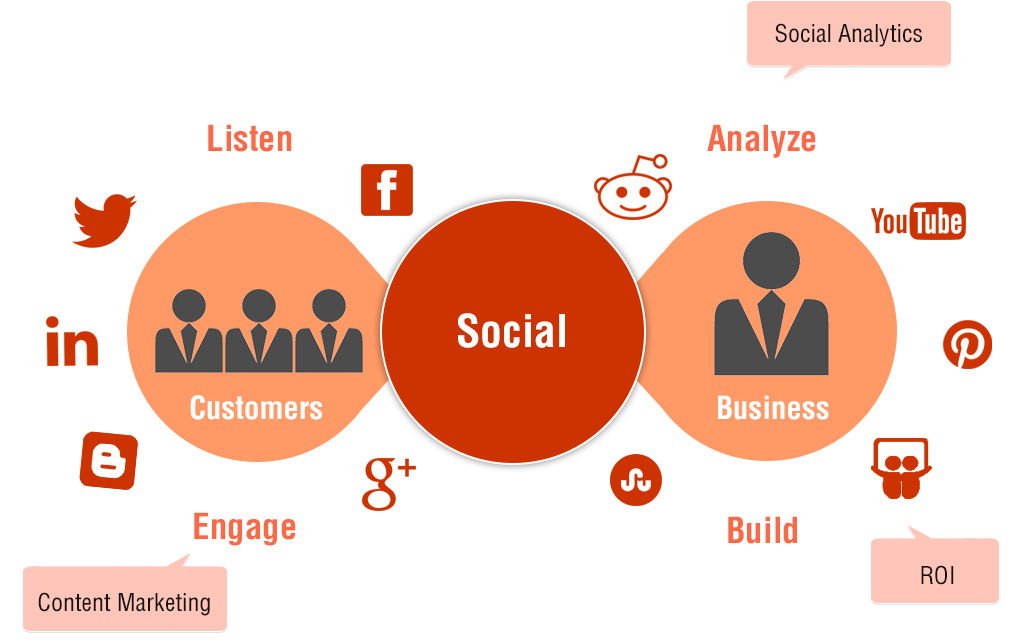 Social Analytics
Listen
Analyze
f
YouTube
in
Social
Customers
Business
g+
Engage
Build
Content Marketing
ROI